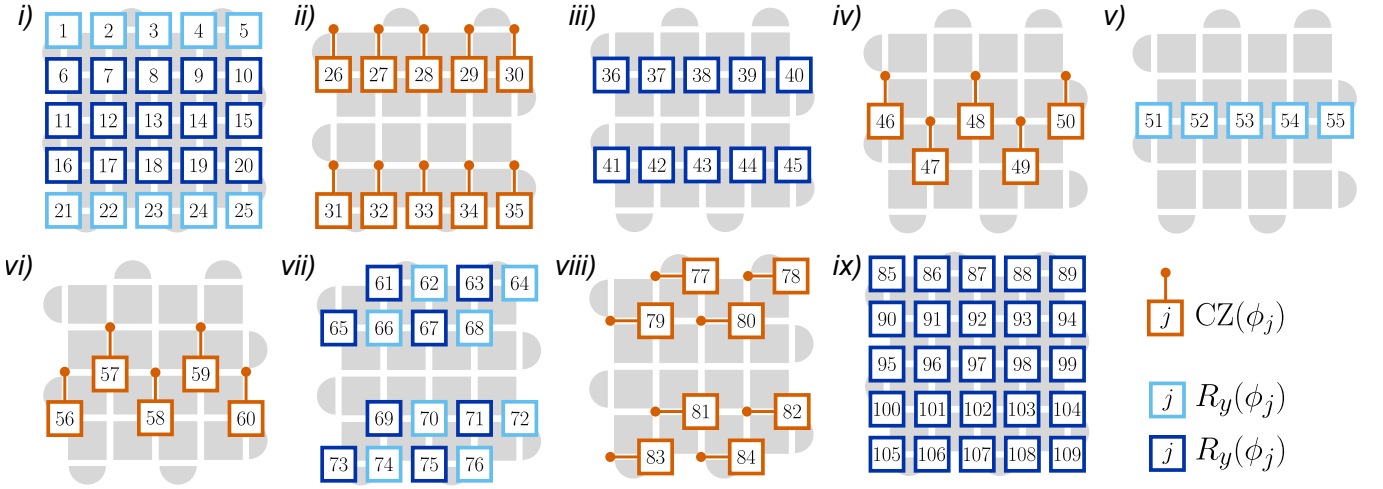 i) ii) iii) iv) v)
1 2 3 4 5
6 7 8 9 10
11 12 13 14 15
16 17 18 19 20
21 22 23 24 25
26 27 28 29 30
31 32 33 34 35
36 37 38 39 40
41 42 43 44 45
46 48 50
47 49
51 52 53 54 55
vi) vii) viii) ix)
57 59
56 58 60
61 62 63 64
65 66 67 68
69 70 71 72
73 74 75 76
77 78
79 80
81 82
83 84
85 86 87 88 89
90 91 92 93 94
95 96 97 98 99
100 101 102 103 104
105 106 107 108 109
j CZ(ϕ_j)
j R_y(ϕ_j)
j R_y(ϕ_j)